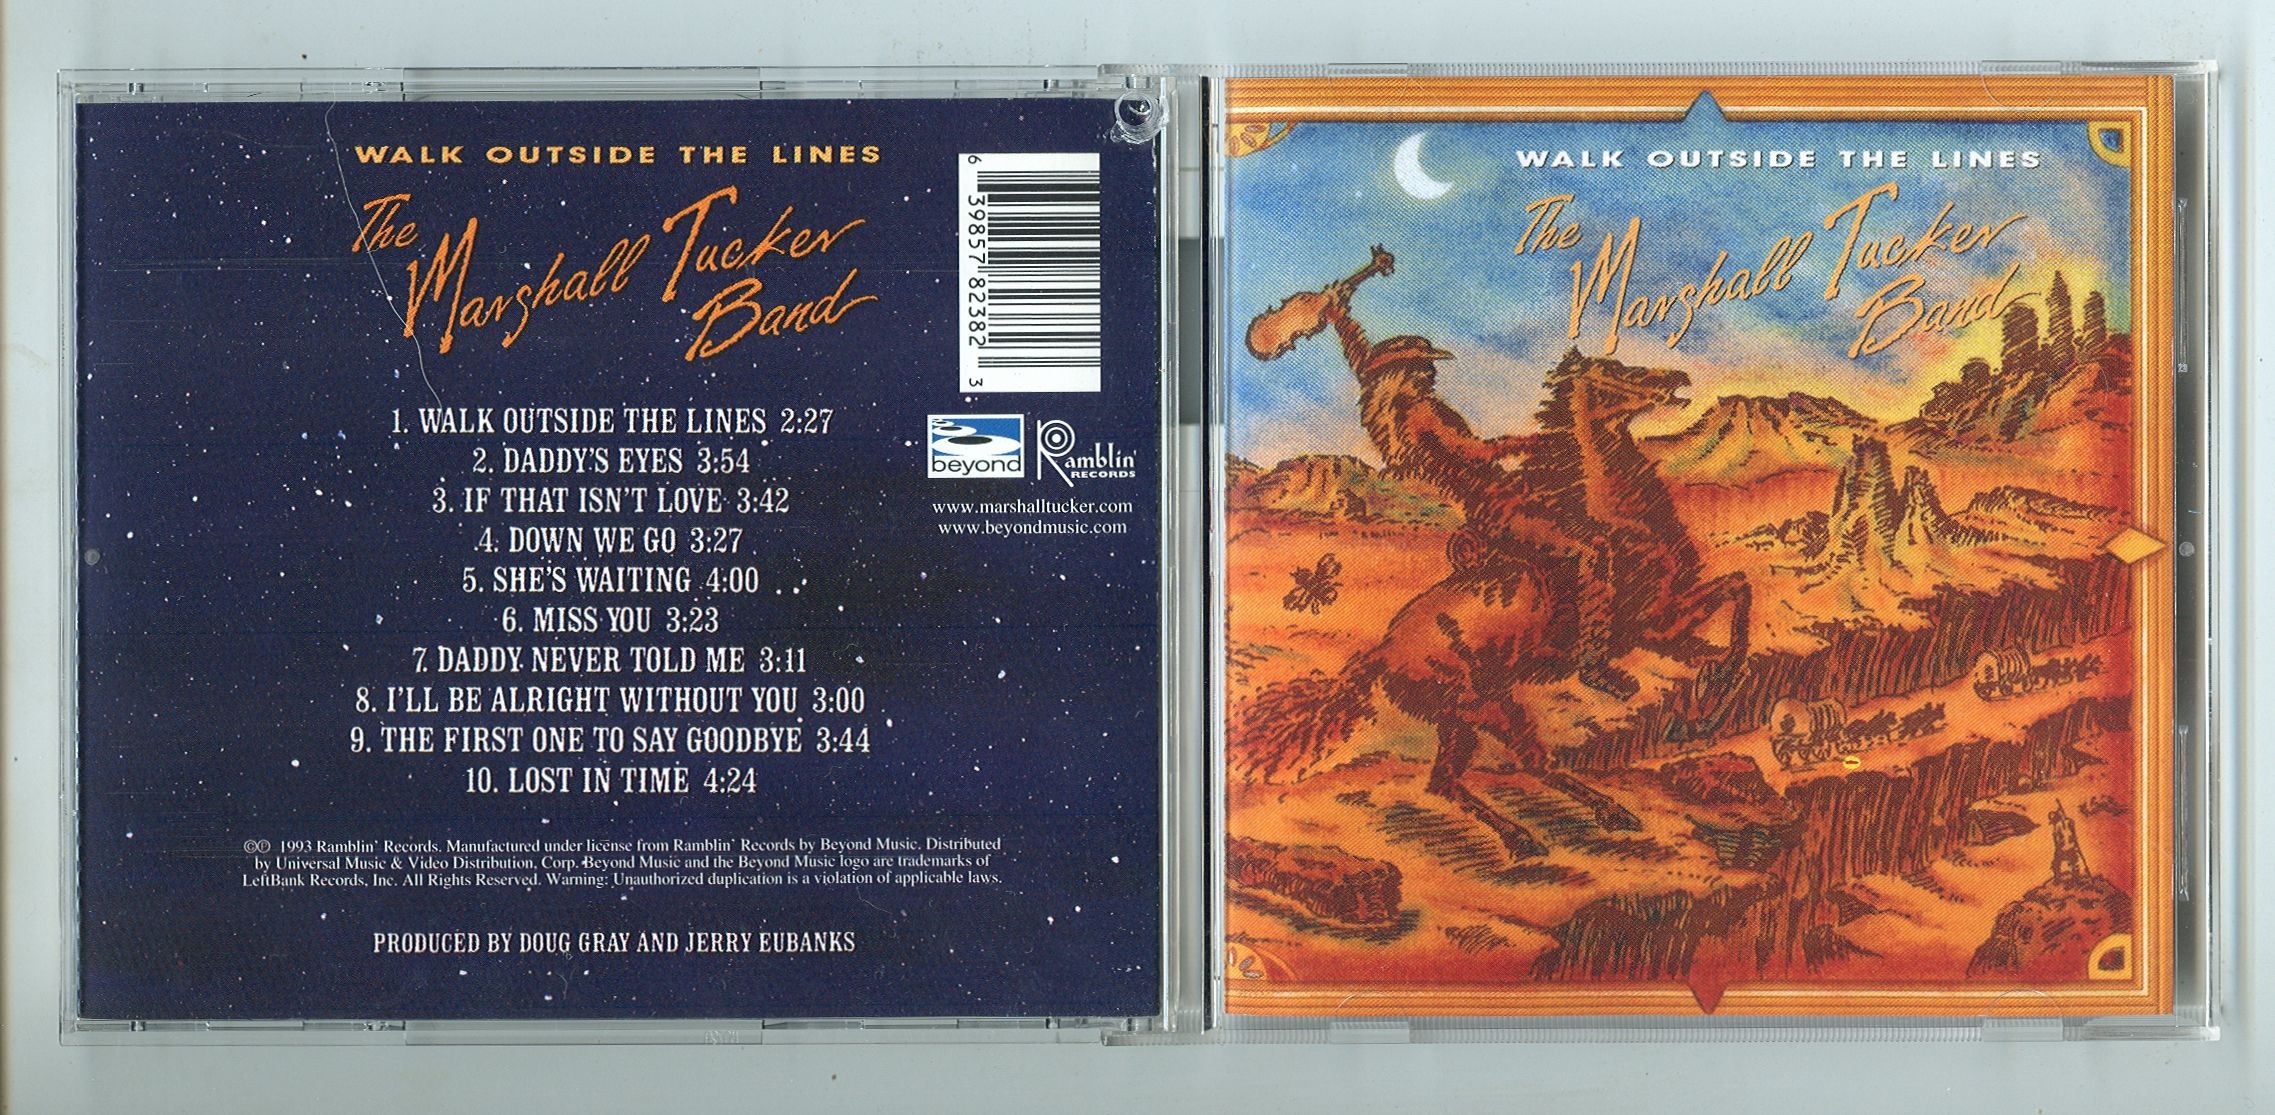 WALK OUTSIDE THE LINES
The
Marshall Tucker
Band
6 39857 82382 3
1. WALK OUTSIDE THE LINES 2:27
2. DADDY'S EYES 3:54
3. IF THAT ISN'T LOVE 3:42
4. DOWN WE GO 3:27
5. SHE'S WAITING 4:00
6. MISS YOU 3:23
7. DADDY NEVER TOLD ME 3:11
8. I'LL BE ALRIGHT WITHOUT YOU 3:00
9. THE FIRST ONE TO SAY GOODBYE 3:44
10. LOST IN TIME 4:24
beyond
Ramblin'
RECORDS
www.marshalltucker.com
www.beyondmusic.com
©℗ 1993 Ramblin' Records. Manufactured under license from Ramblin' Records by Beyond Music. Distributed
by Universal Music & Video Distribution, Corp. Beyond Music and the Beyond Music logo are trademarks of
LeftBank Records, Inc. All Rights Reserved. Warning: Unauthorized duplication is a violation of applicable laws.
PRODUCED BY DOUG GRAY AND JERRY EUBANKS
WALK OUTSIDE THE LINES
The
Marshall Tucker
Band